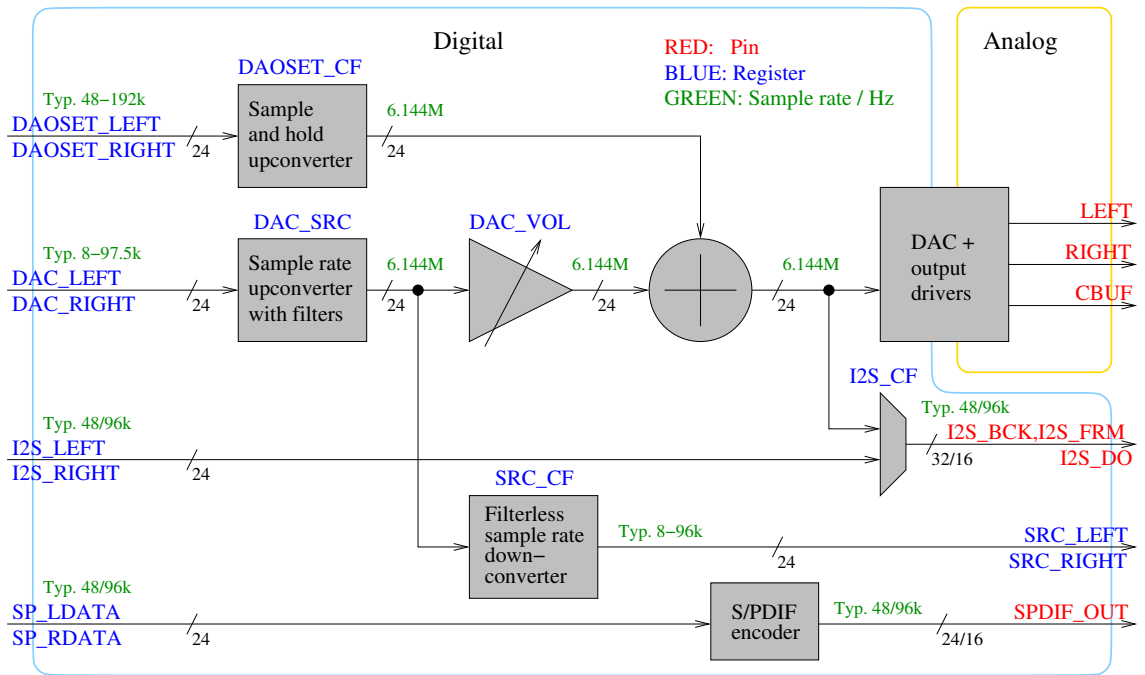 Digital
Analog
RED: Pin
BLUE: Register
GREEN: Sample rate / Hz
DAOSET_CF
Typ. 48−192k
DAOSET_LEFT
DAOSET_RIGHT
24
Sample
and hold
upconverter
6.144M
24
DAC_SRC
Typ. 8−97.5k
DAC_LEFT
DAC_RIGHT
24
Sample rate
upconverter
with filters
6.144M
24
DAC_VOL
6.144M
24
6.144M
24
DAC +
output
drivers
LEFT
RIGHT
CBUF
I2S_CF
Typ. 48/96k
I2S_LEFT
I2S_RIGHT
24
Typ. 48/96k
32/16
I2S_BCK,I2S_FRM
I2S_DO
SRC_CF
Filterless
sample rate
down−
converter
Typ. 8−96k
24
SRC_LEFT
SRC_RIGHT
Typ. 48/96k
SP_LDATA
SP_RDATA
24
S/PDIF
encoder
Typ. 48/96k
24/16
SPDIF_OUT